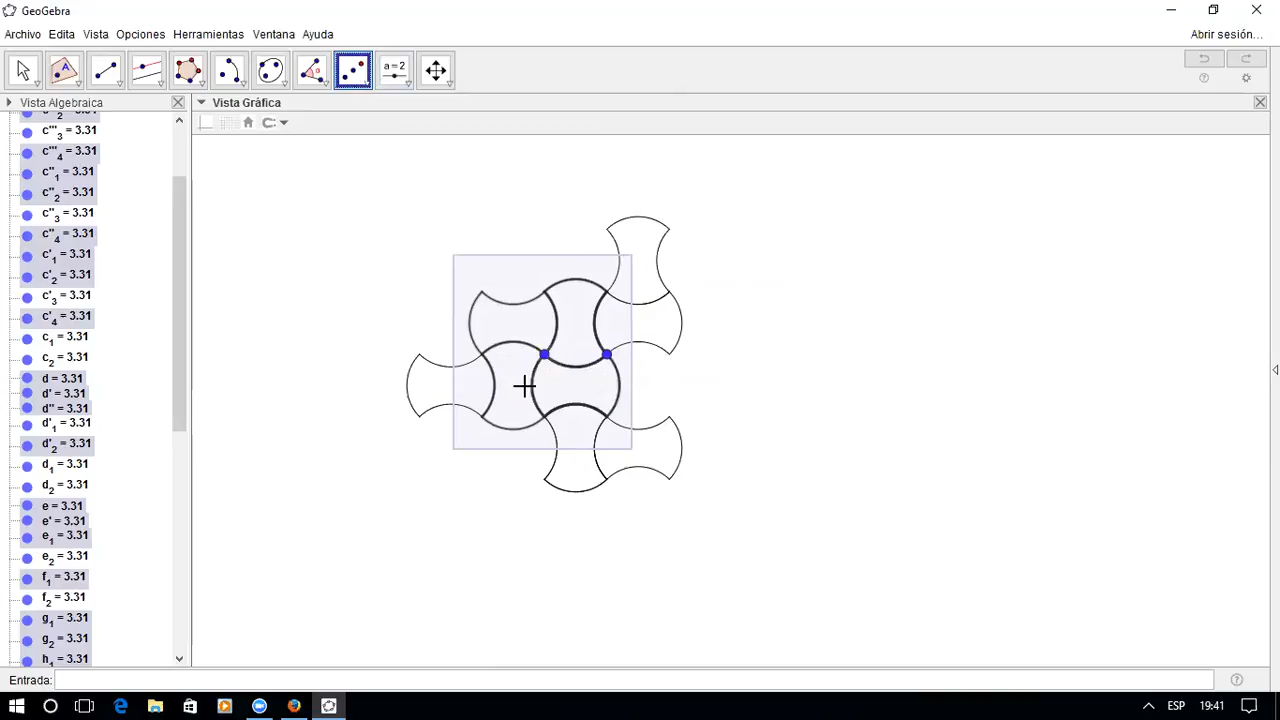 GeoGebra
Archivo Edita Vista Opciones Herramientas Ventana Ayuda
Abrir sesión...
A
α
a = 2
Vista Algebraica
Vista Gráfica
c'''₃ = 3.31
c'''₄ = 3.31
c''₁ = 3.31
c''₂ = 3.31
c''₃ = 3.31
c''₄ = 3.31
c'₁ = 3.31
c'₂ = 3.31
c'₃ = 3.31
c'₄ = 3.31
c₁ = 3.31
c₂ = 3.31
d = 3.31
d' = 3.31
d'' = 3.31
d'₁ = 3.31
d'₂ = 3.31
d₁ = 3.31
d₂ = 3.31
e = 3.31
e' = 3.31
e₁ = 3.31
e₂ = 3.31
f₁ = 3.31
f₂ = 3.31
g₁ = 3.31
g₂ = 3.31
h₁ = 3.31
Entrada:
ESP 19:41